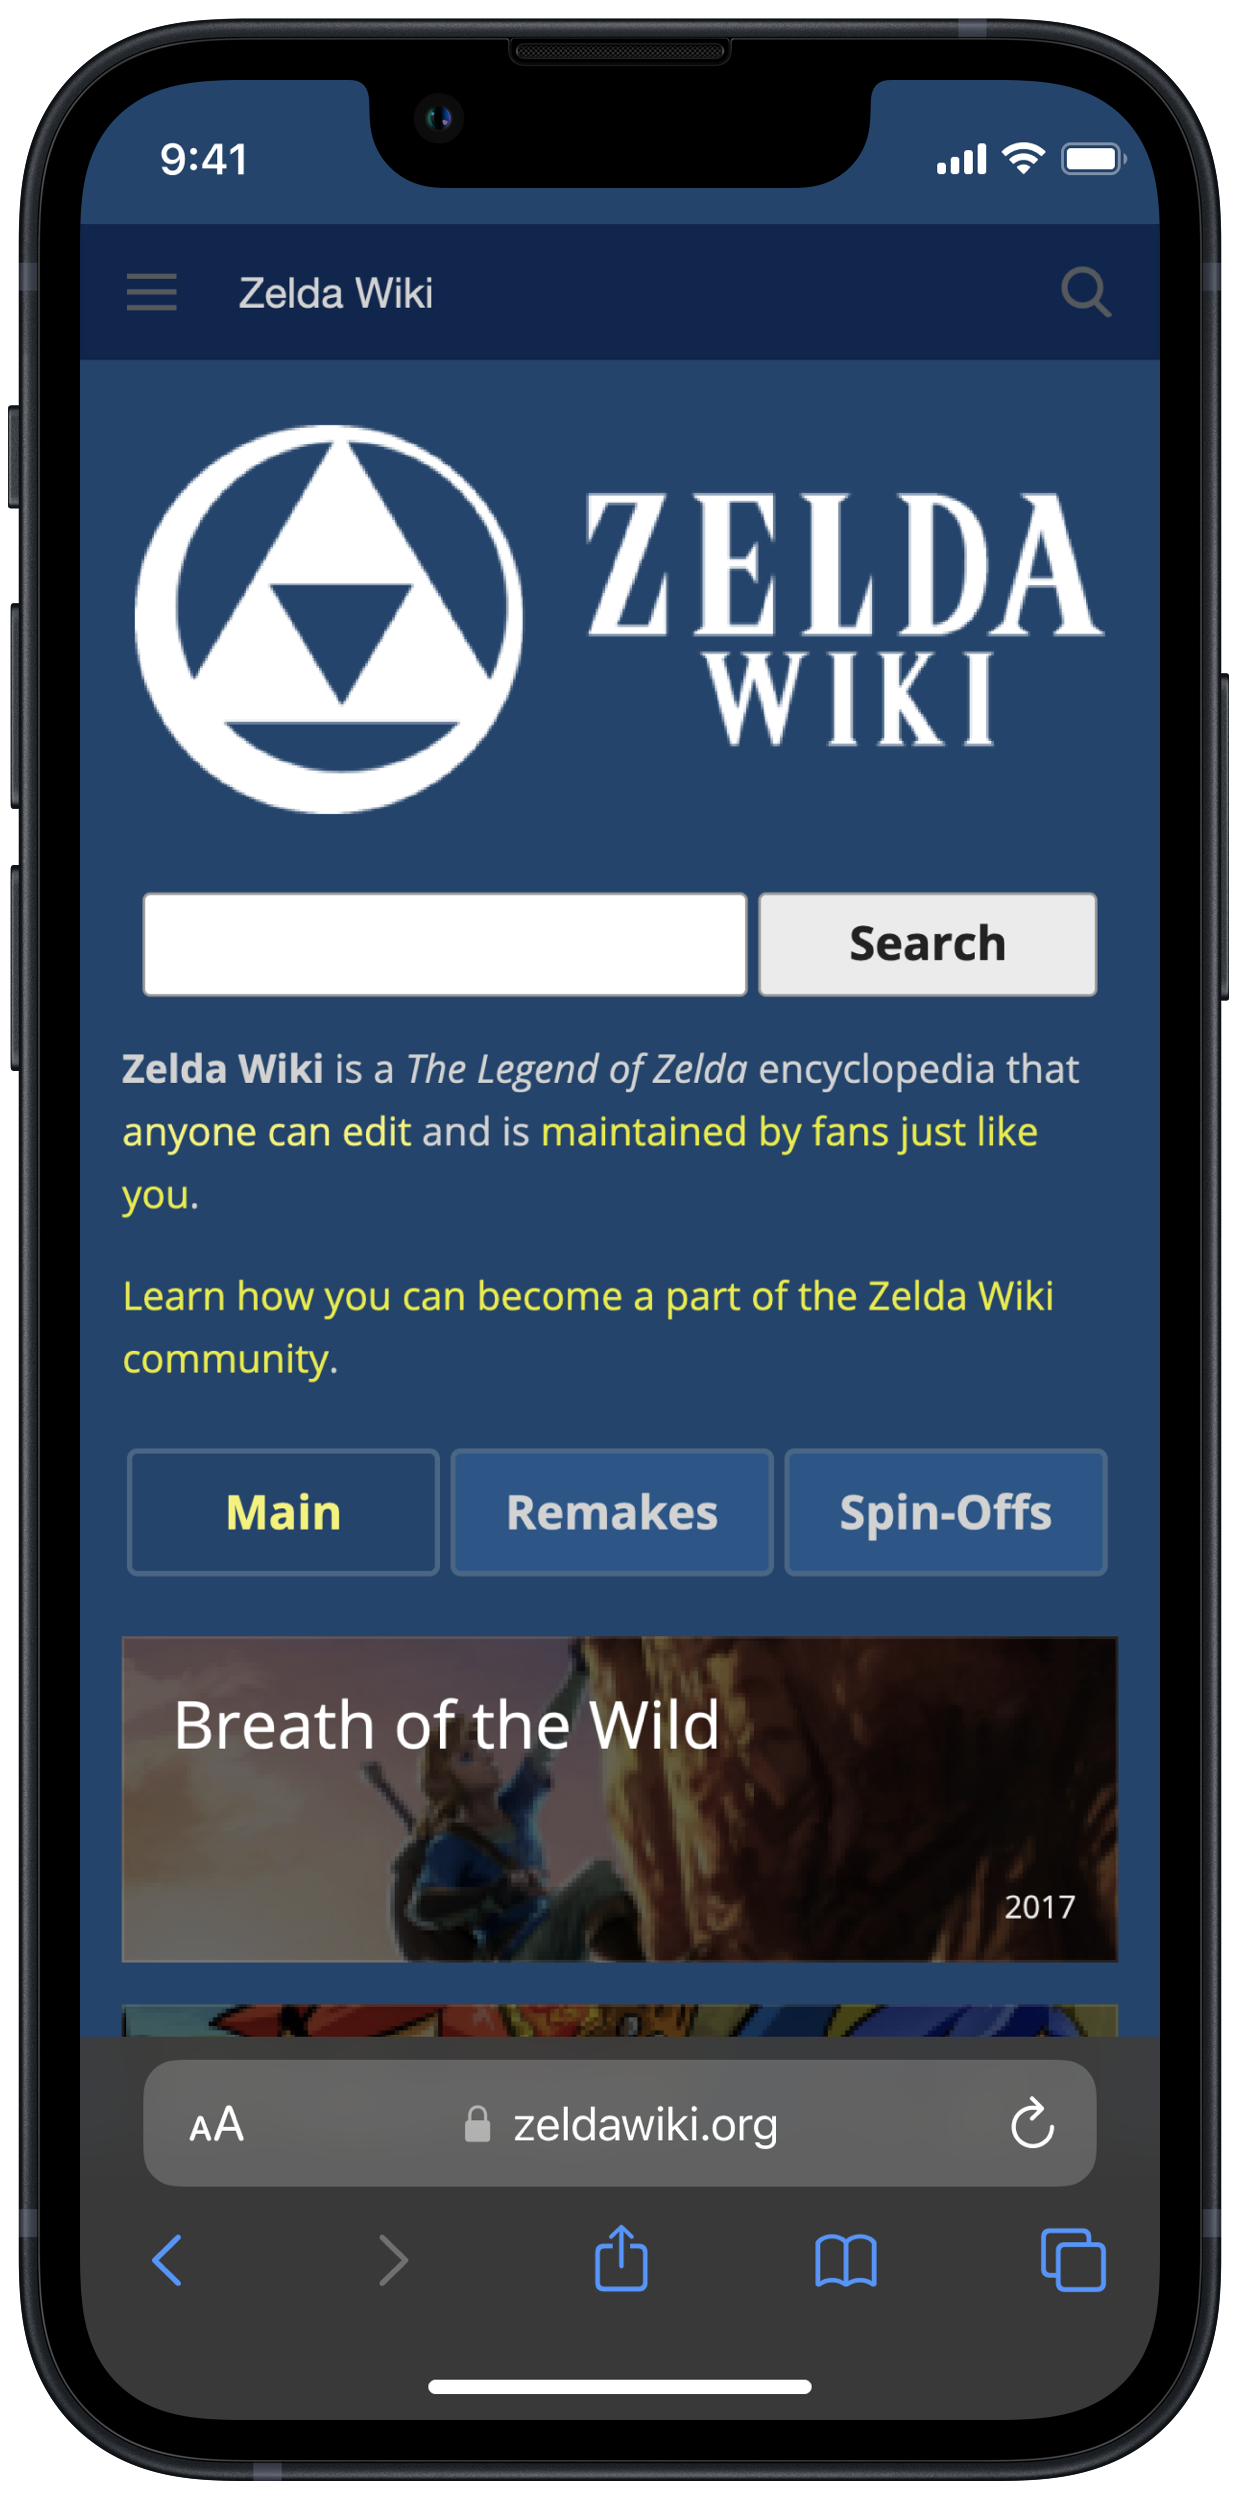 9:41
Zelda Wiki
ZELDA
WIKI
Search
Zelda Wiki is a The Legend of Zelda encyclopedia that
anyone can edit and is maintained by fans just like
you.
Learn how you can become a part of the Zelda Wiki
community.
Main Remakes Spin-Offs
Breath of the Wild
2017
AA zeldawiki.org